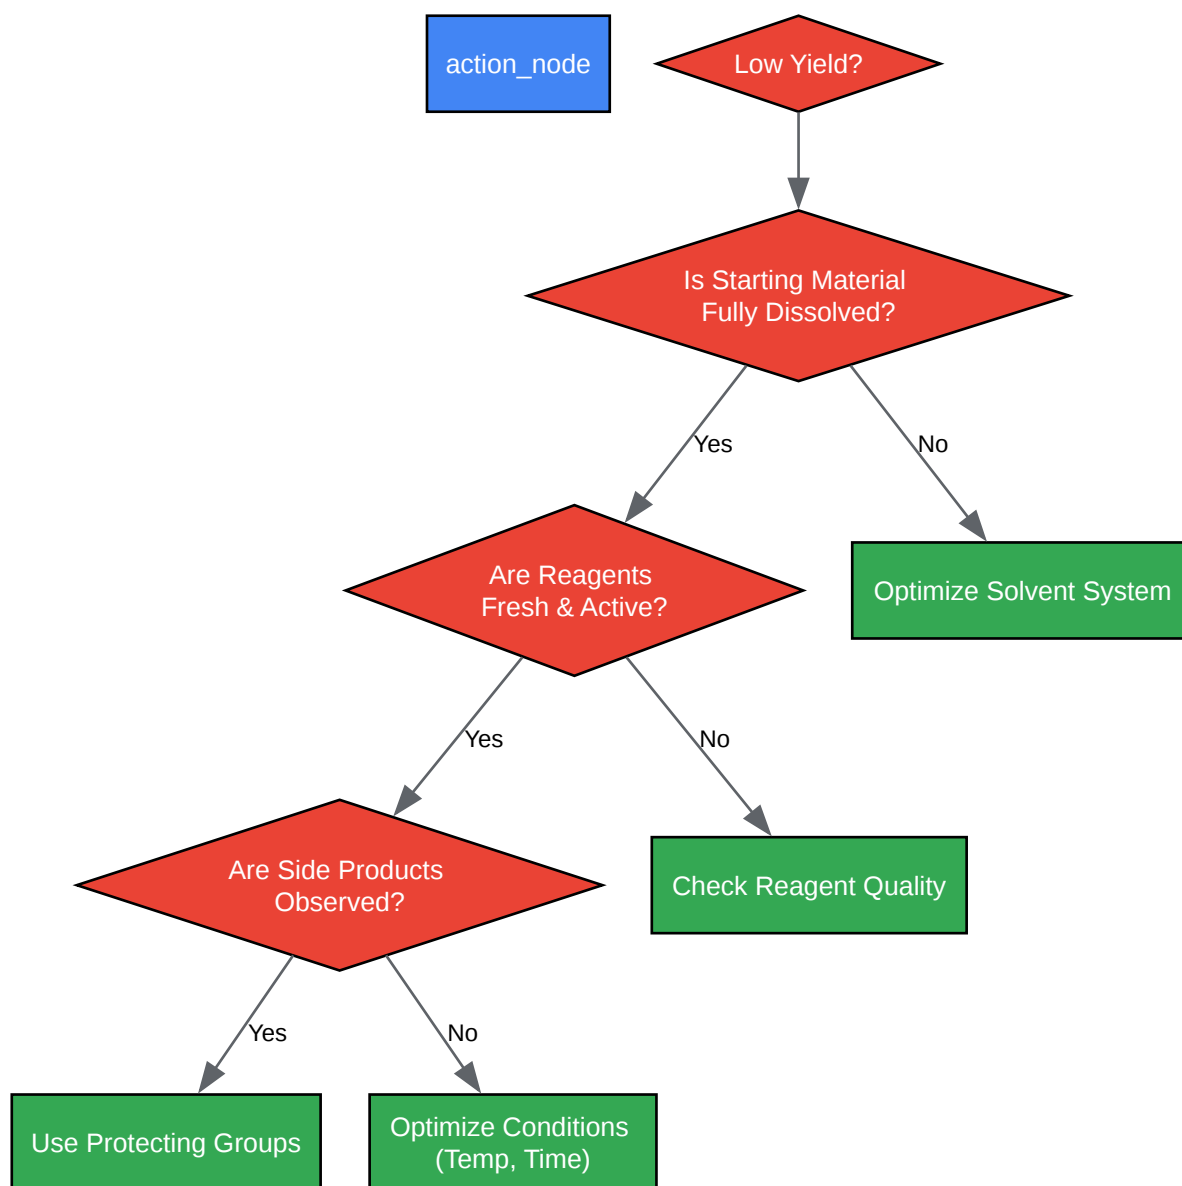 action_node
Low Yield?
Is Starting Material
Fully Dissolved?
Yes
No
Are Reagents
Fresh & Active?
Optimize Solvent System
Yes
No
Are Side Products
Observed?
Check Reagent Quality
Yes
No
Use Protecting Groups
Optimize Conditions
(Temp, Time)